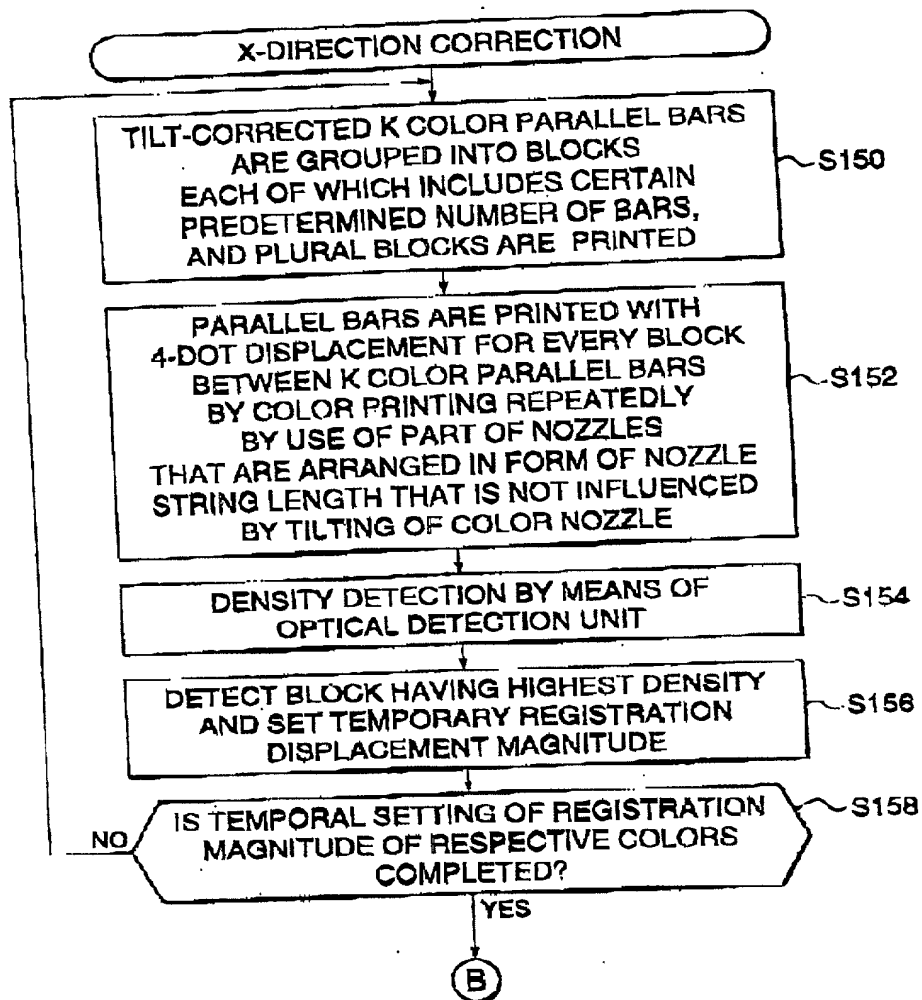 X-DIRECTION CORRECTION
TILT-CORRECTED K COLOR PARALLEL BARS
ARE GROUPED INTO BLOCKS
EACH OF WHICH INCLUDES CERTAIN
PREDETERMINED NUMBER OF BARS,
AND PLURAL BLOCKS ARE PRINTED
S150
PARALLEL BARS ARE PRINTED WITH
4-DOT DISPLACEMENT FOR EVERY BLOCK
BETWEEN K COLOR PARALLEL BARS
BY COLOR PRINTING REPEATEDLY
BY USE OF PART OF NOZZLES
THAT ARE ARRANGED IN FORM OF NOZZLE
STRING LENGTH THAT IS NOT INFLUENCED
BY TILTING OF COLOR NOZZLE
S152
DENSITY DETECTION BY MEANS OF
OPTICAL DETECTION UNIT
S154
DETECT BLOCK HAVING HIGHEST DENSITY
AND SET TEMPORARY REGISTRATION
DISPLACEMENT MAGNITUDE
S156
IS TEMPORAL SETTING OF REGISTRATION
MAGNITUDE OF RESPECTIVE COLORS
COMPLETED?
S158
NO
YES
B